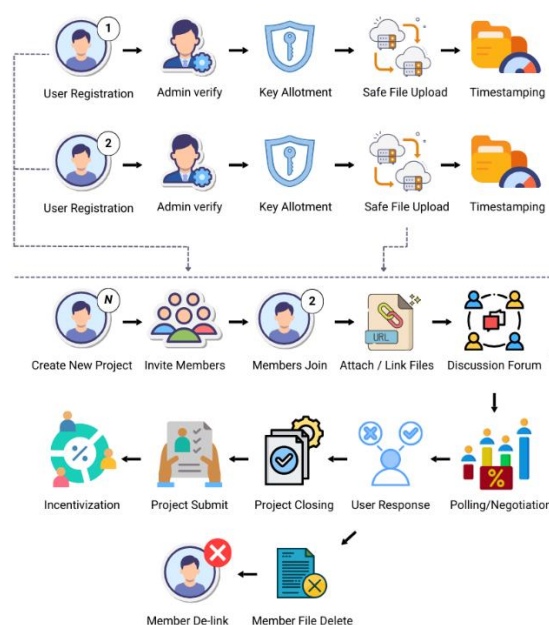 1
User Registration
Admin verify
Key Allotment
Safe File Upload
Timestamping
2
User Registration
Admin verify
Key Allotment
Safe File Upload
Timestamping
N
2
URL
Create New Project
Invite Members
Members Join
Attach / Link Files
Discussion Forum
%
%
Incentivization
Project Submit
Project Closing
User Response
Polling/Negotiation
Member De-link
Member File Delete